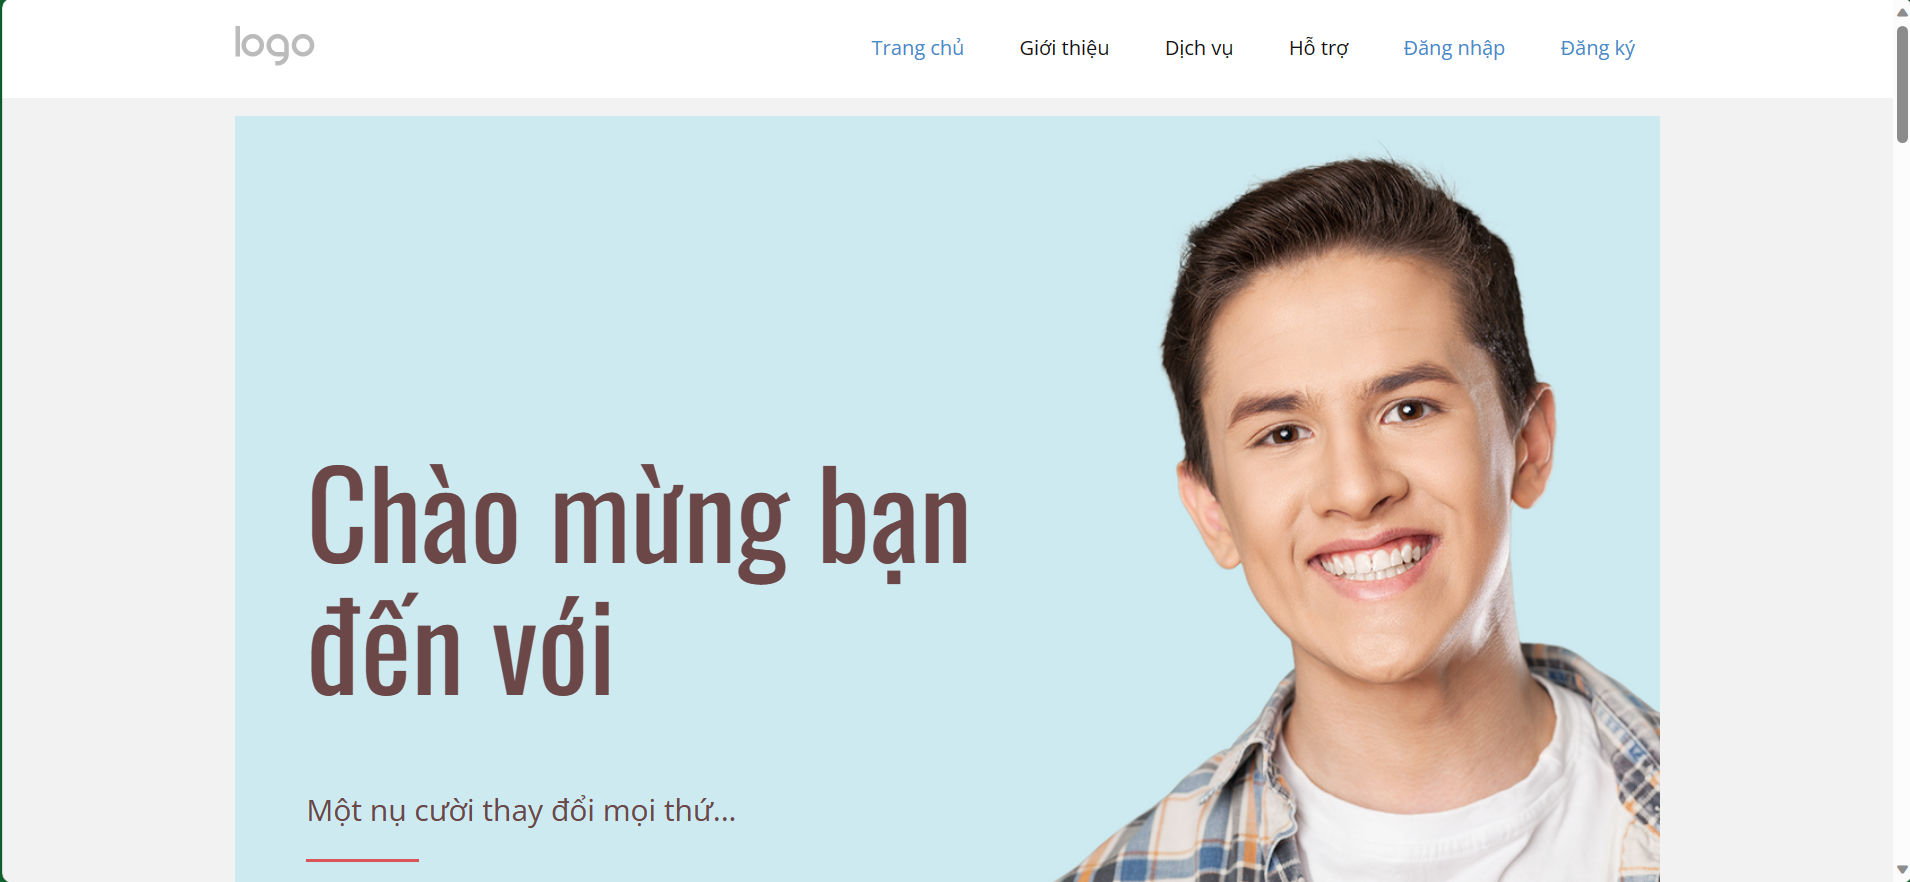 logo
Trang chủ Giới thiệu Dịch vụ Hỗ trợ Đăng nhập Đăng ký
Chào mừng bạn
đến với
Một nụ cười thay đổi mọi thứ...